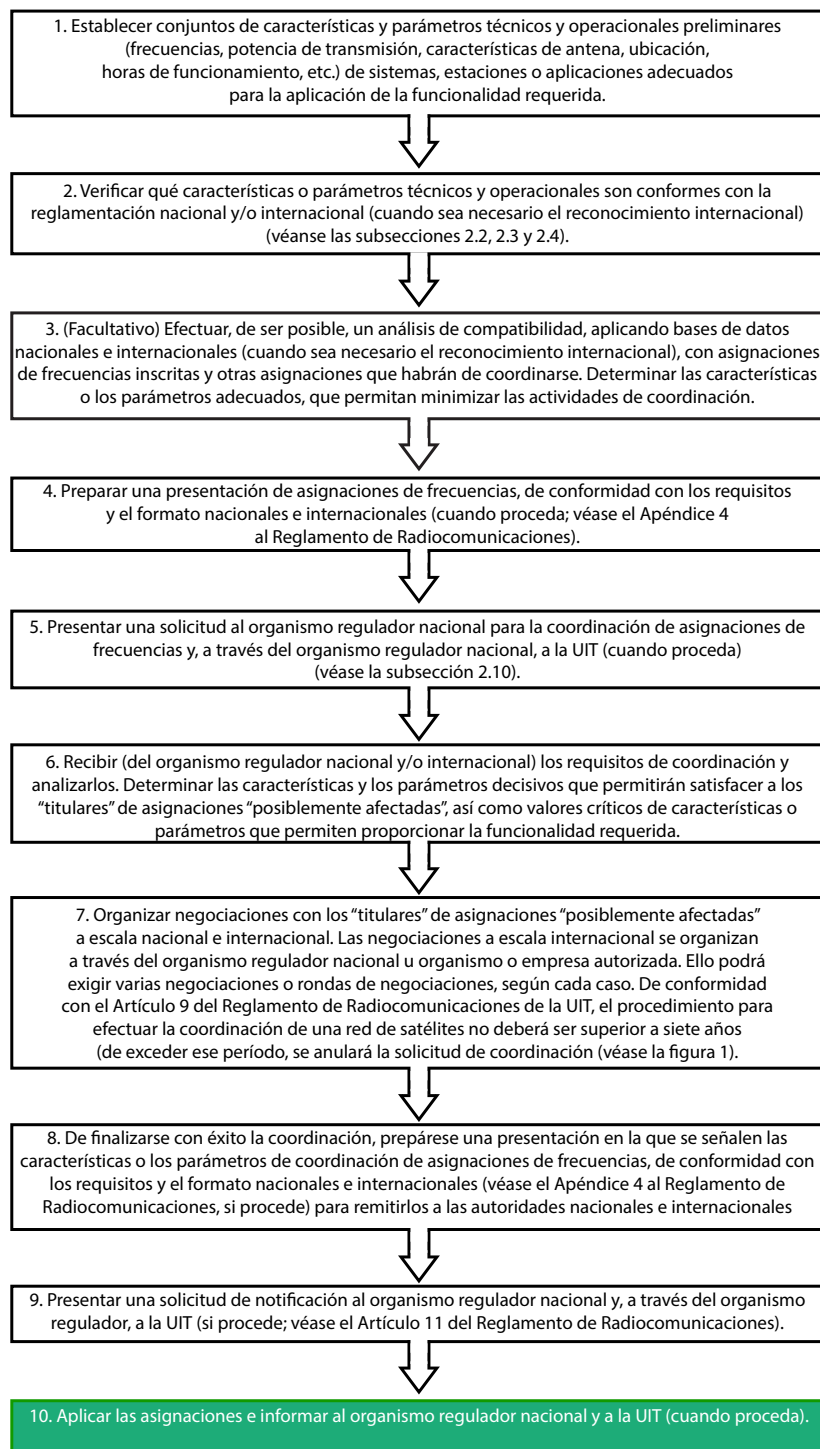 1. Establecer conjuntos de características y parámetros técnicos y operacionales preliminares
(frecuencias, potencia de transmisión, características de antena, ubicación,
horas de funcionamiento, etc.) de sistemas, estaciones o aplicaciones adecuados
para la aplicación de la funcionalidad requerida.
2. Verificar qué características o parámetros técnicos y operacionales son conformes con la
reglamentación nacional y/o internacional (cuando sea necesario el reconocimiento internacional)
(véanse las subsecciones 2.2, 2.3 y 2.4).
3. (Facultativo) Efectuar, de ser posible, un análisis de compatibilidad, aplicando bases de datos
nacionales e internacionales (cuando sea necesario el reconocimiento internacional), con asignaciones
de frecuencias inscritas y otras asignaciones que habrán de coordinarse. Determinar las características
o los parámetros adecuados, que permitan minimizar las actividades de coordinación.
4. Preparar una presentación de asignaciones de frecuencias, de conformidad con los requisitos
y el formato nacionales e internacionales (cuando proceda; véase el Apéndice 4
al Reglamento de Radiocomunicaciones).
5. Presentar una solicitud al organismo regulador nacional para la coordinación de asignaciones de
frecuencias y, a través del organismo regulador nacional, a la UIT (cuando proceda)
(véase la subsección 2.10).
6. Recibir (del organismo regulador nacional y/o internacional) los requisitos de coordinación y
analizarlos. Determinar las características y los parámetros decisivos que permitirán satisfacer a los
“titulares” de asignaciones “posiblemente afectadas”, así como valores críticos de características o
parámetros que permiten proporcionar la funcionalidad requerida.
7. Organizar negociaciones con los “titulares” de asignaciones “posiblemente afectadas”
a escala nacional e internacional. Las negociaciones a escala internacional se organizan
a través del organismo regulador nacional u organismo o empresa autorizada. Ello podrá
exigir varias negociaciones o rondas de negociaciones, según cada caso. De conformidad
con el Artículo 9 del Reglamento de Radiocomunicaciones de la UIT, el procedimiento para
efectuar la coordinación de una red de satélites no deberá ser superior a siete años
(de exceder ese período, se anulará la solicitud de coordinación (véase la figura 1).
8. De finalizarse con éxito la coordinación, prepárese una presentación en la que se señalen las
características o los parámetros de coordinación de asignaciones de frecuencias, de conformidad con
los requisitos y el formato nacionales e internacionales (véase el Apéndice 4 al Reglamento de
Radiocomunicaciones, si procede) para remitirlos a las autoridades nacionales e internacionales
9. Presentar una solicitud de notificación al organismo regulador nacional y, a través del organismo
regulador, a la UIT (si procede; véase el Artículo 11 del Reglamento de Radiocomunicaciones).
10. Aplicar las asignaciones e informar al organismo regulador nacional y a la UIT (cuando proceda).